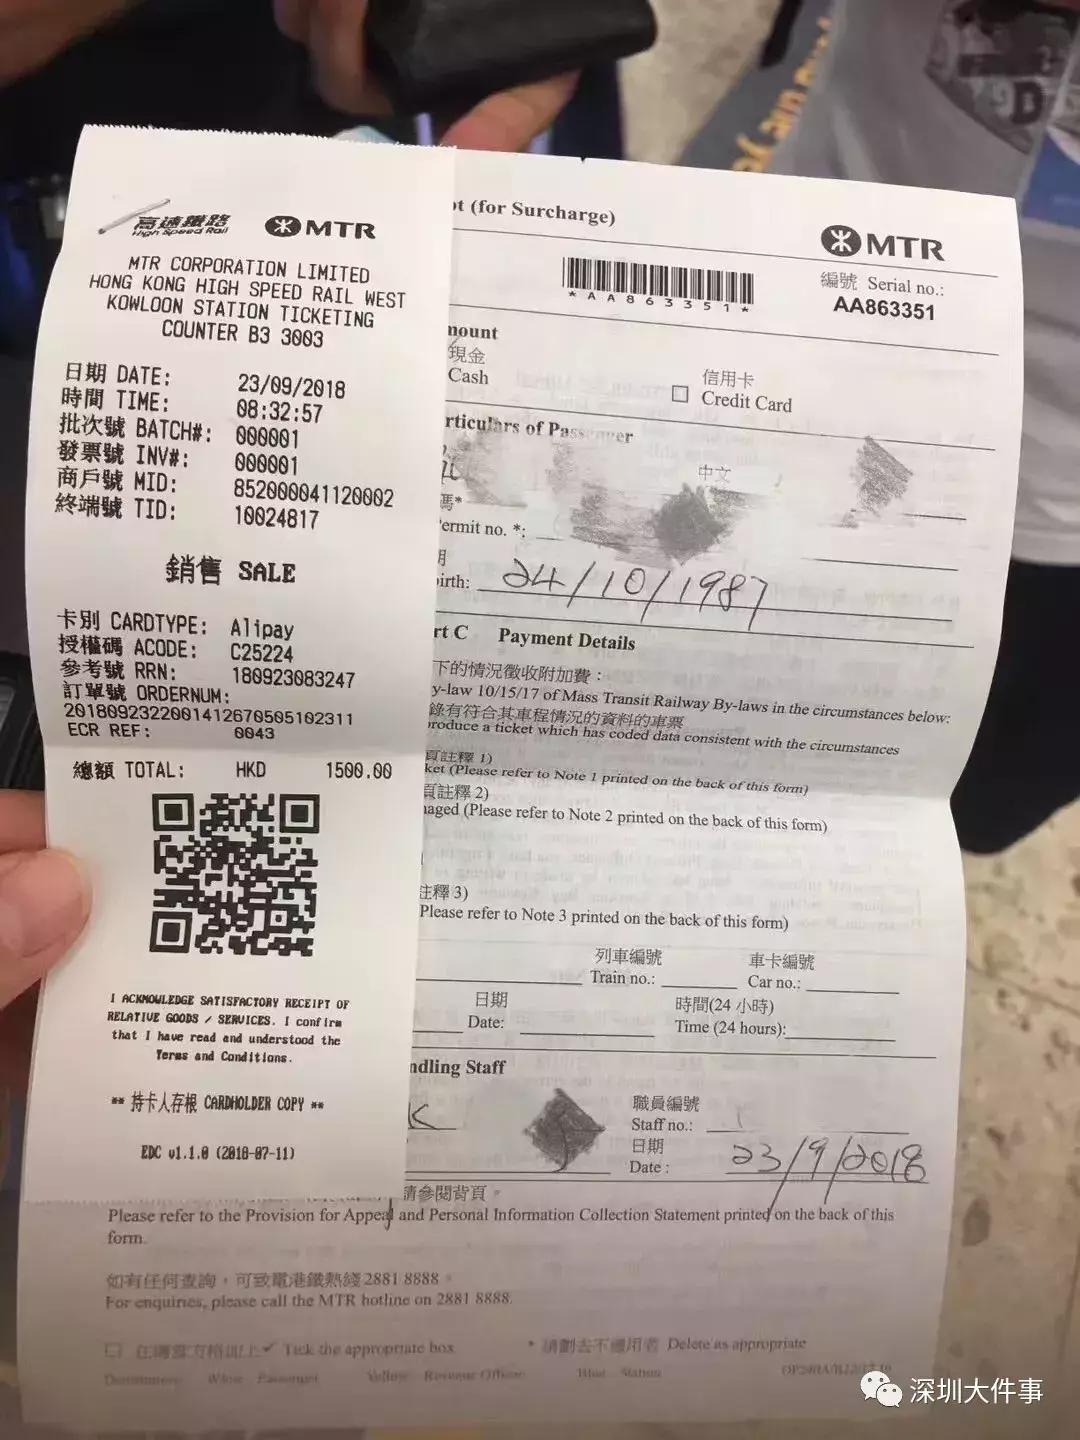 高速鐵路
High Speed Rail
MTR
MTR CORPORATION LIMITED
HONG KONG HIGH SPEED RAIL WEST
KOWLOON STATION TICKETING
COUNTER B3 3003
日期 DATE: 23/09/2018
時間 TIME: 08:32:57
批次號 BATCH#: 000001
發票號 INV#: 000001
商戶號 MID: 852000041120002
終端號 TID: 10024817
銷售 SALE
卡別 CARDTYPE: Alipay
授權碼 ACODE: C25224
參考號 RRN: 180923083247
訂單號 ORDERNUM:
2018092322001412670505102311
ECR REF: 0043
總額 TOTAL: HKD 1500.00
I ACKNOWLEDGE SATISFACTORY RECEIPT OF
RELATIVE GOODS / SERVICES. I confirm
that I have read and understood the
Terms and Conditions.
** 持卡人存根 CARDHOLDER COPY **
EDC v1.1.0 (2018-07-11)
(for Surcharge)
MTR
編號 Serial no.:
AA863351
*AA863351*
mount
現金
Cash
信用卡
Credit Card
rticulars of Passenger
中文
碼*
ermit no. *:
期
irth: 24/10/1987
rt C Payment Details
下的情況徵收附加費：
y-law 10/15/17 of Mass Transit Railway By-laws in the circumstances below:
錄有符合其車程情況的資料的車票
roduce a ticket which has coded data consistent with the circumstances
頁註釋 1)
ket (Please refer to Note 1 printed on the back of this form)
頁註釋 2)
maged (Please refer to Note 2 printed on the back of this form)
註釋 3)
Please refer to Note 3 printed on the back of this form)
列車編號
Train no.:
車卡編號
Car no.:
日期
Date:
時間(24 小時)
Time (24 hours):
ndling Staff
職員編號
Staff no.:
日期
Date : 23/9/2018
請參閱背頁。
Please refer to the Provision for Appeal and Personal Information Collection Statement printed on the back of this
form.
如有任何查詢，可致電港鐵熱綫 2881 8888。
For enquiries, please call the MTR hotline on 2881 8888.
Tick the appropriate box
* 請劃去不適用者 Delete as appropriate
White Passenger
Yellow Revenue Office
Blue Station
深圳大件事